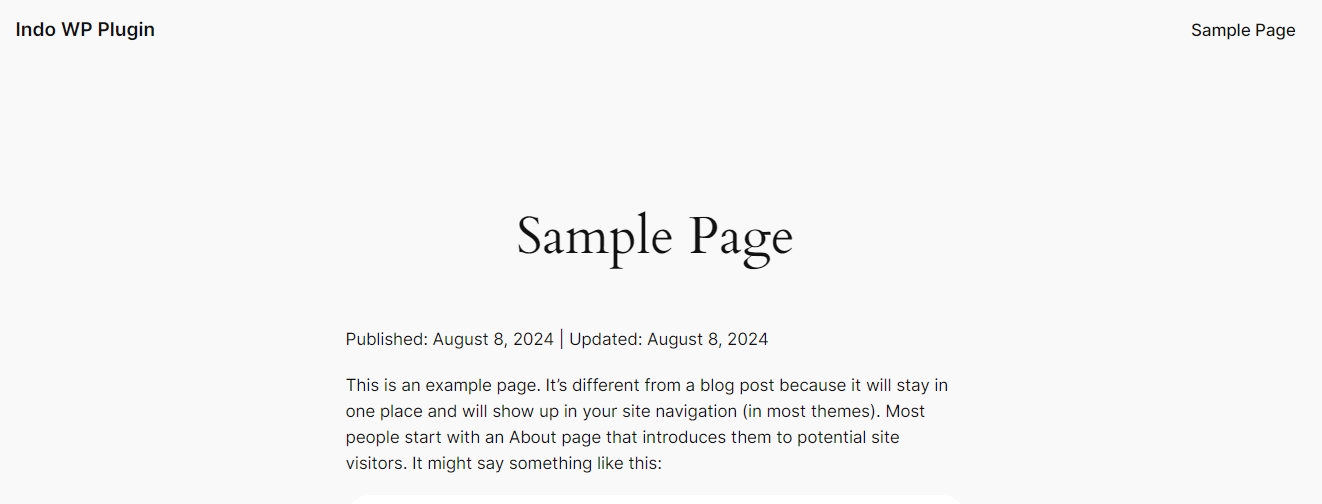 Indo WP Plugin
Sample Page
Sample Page
Published: August 8, 2024 | Updated: August 8, 2024
This is an example page. It’s different from a blog post because it will stay in
one place and will show up in your site navigation (in most themes). Most
people start with an About page that introduces them to potential site
visitors. It might say something like this: